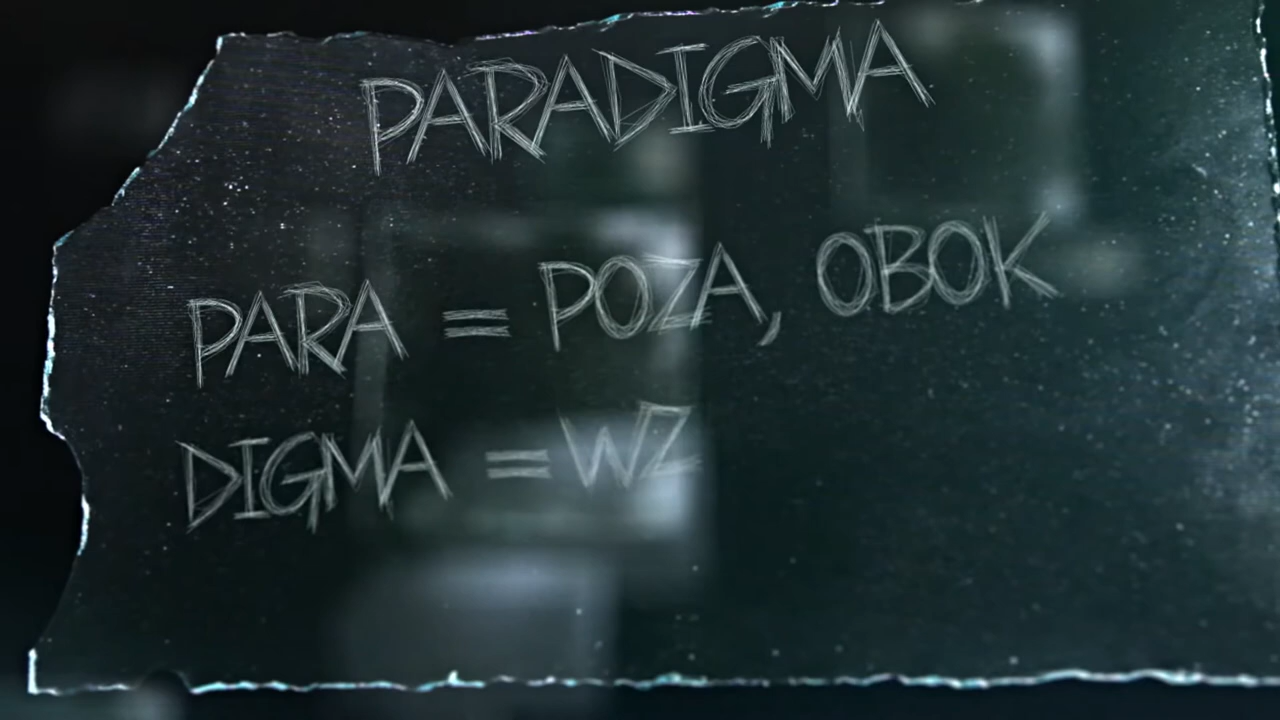 PARADIGMA
PARA = POZA, OBOK
DIGMA = WZ